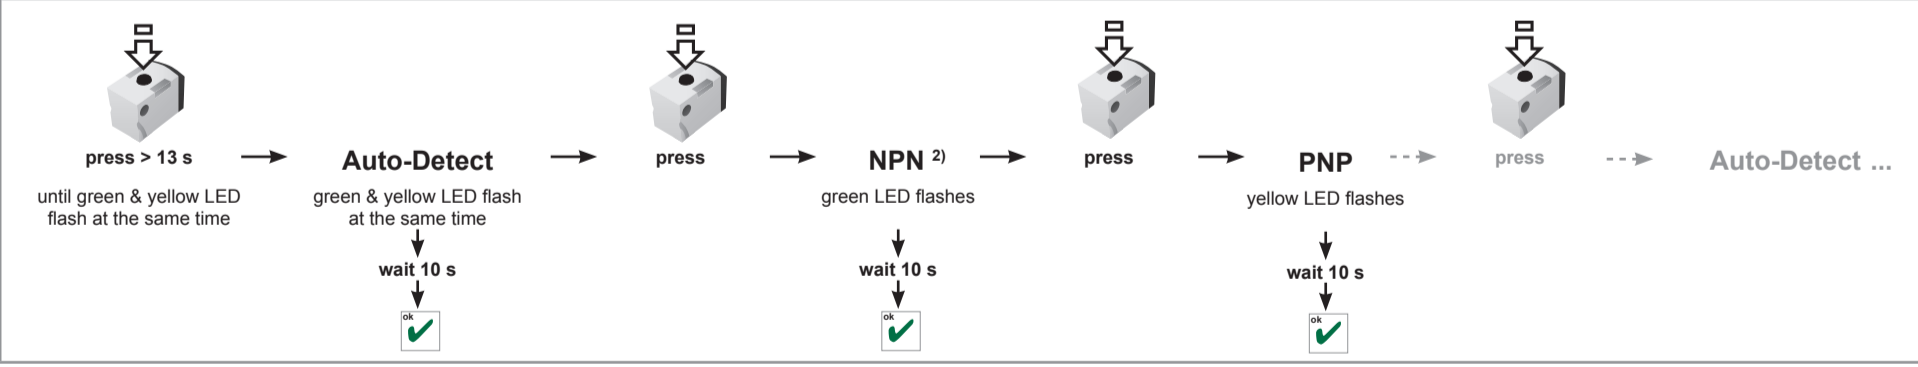 press > 13 s
until green & yellow LED
flash at the same time
Auto-Detect
green & yellow LED flash
at the same time
wait 10 s
ok
press
NPN 2)
green LED flashes
wait 10 s
ok
press
PNP
yellow LED flashes
wait 10 s
ok
press
Auto-Detect ...